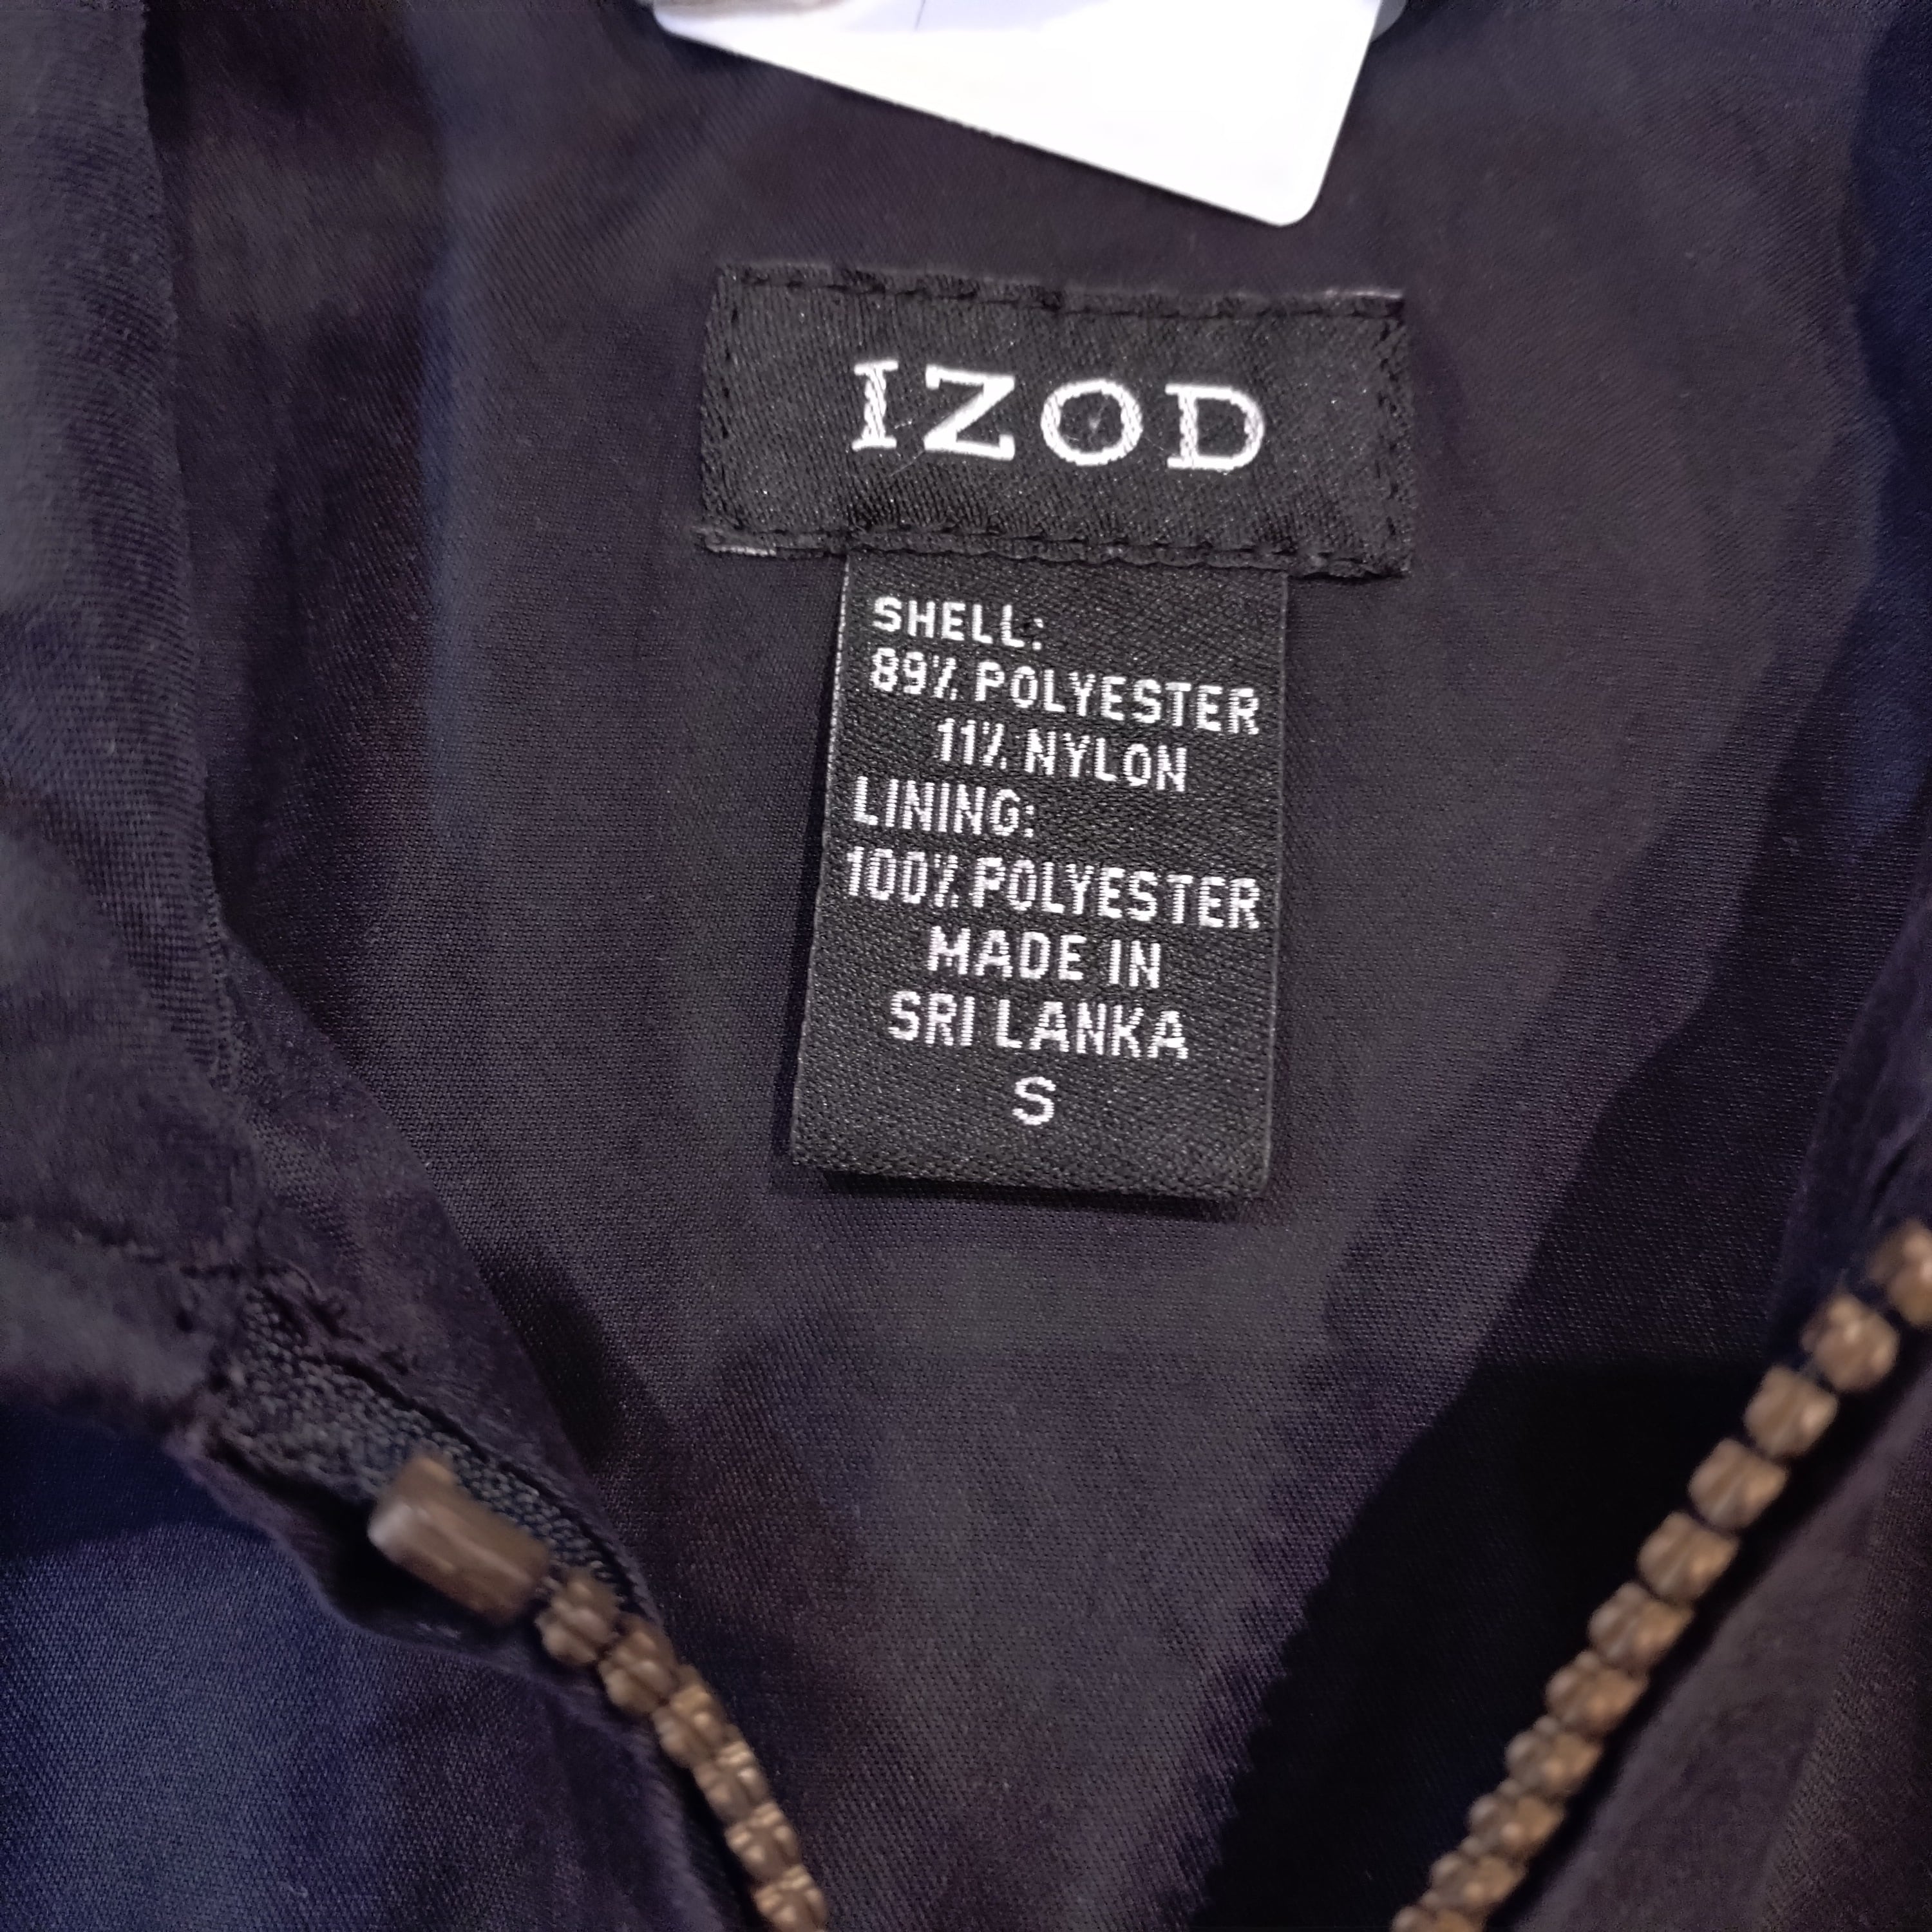 IZOD
SHELL:
89% POLYESTER
11% NYLON
LINING:
100% POLYESTER
MADE IN
SRI LANKA
S